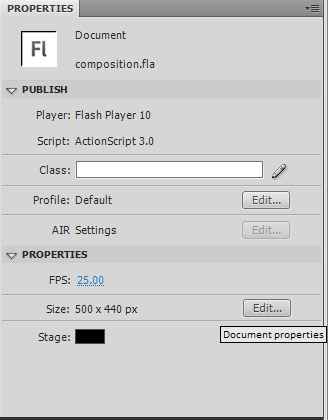 PROPERTIES
Fl
Document
composition.fla
PUBLISH
Player: Flash Player 10
Script: ActionScript 3.0
Class:
Profile: Default Edit...
AIR Settings Edit...
PROPERTIES
FPS: 25.00
Size: 500 x 440 px Edit...
Document properties
Stage: